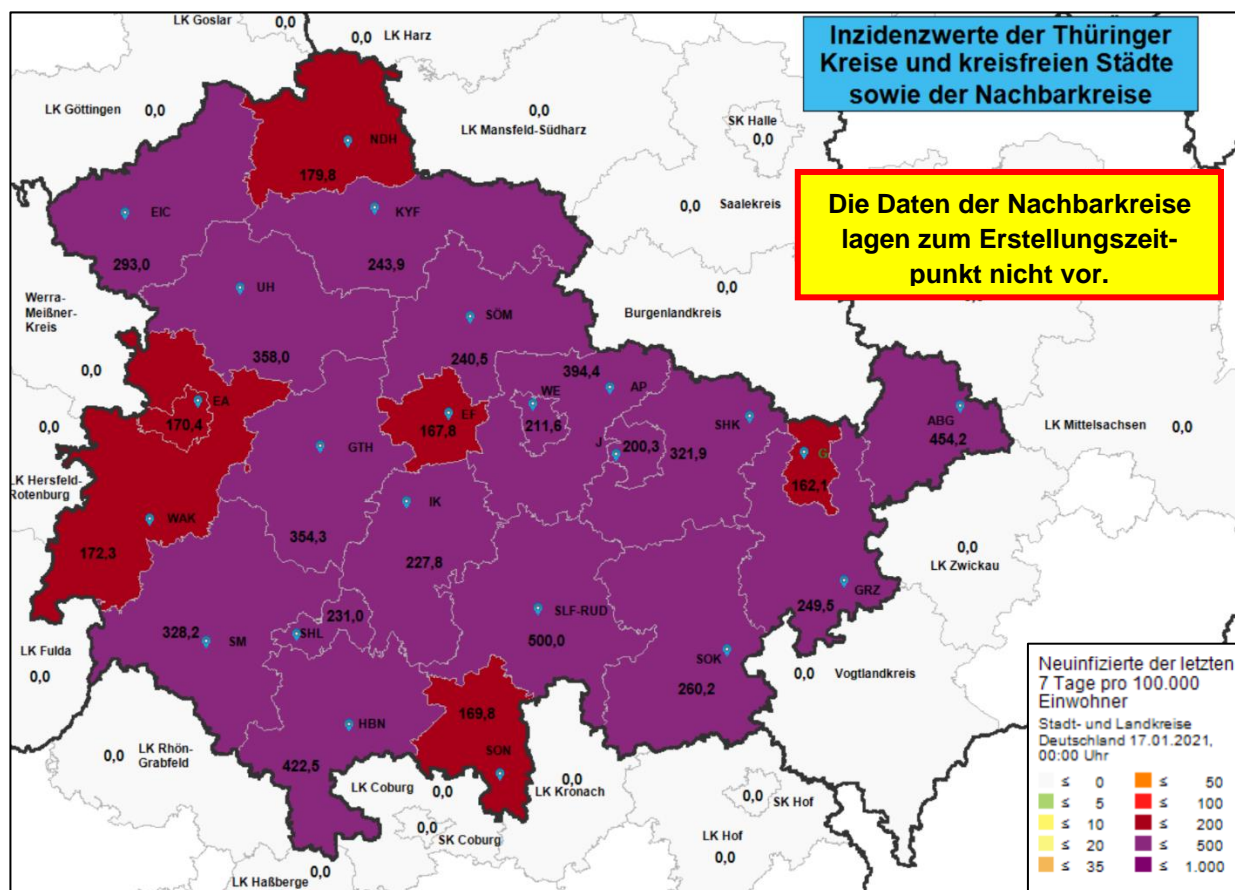 LK Goslar
0,0
0,0
LK Harz
Inzidenzwerte der Thüringer
Kreise und kreisfreien Städte
sowie der Nachbarkreise
LK Göttingen
0,0
0,0
LK Mansfeld-Südharz
SK Halle
0,0
NDH
179,8
Die Daten der Nachbarkreise
lagen zum Erstellungszeit-
punkt nicht vor.
0,0
Saalekreis
EIC
293,0
KYF
243,9
UH
358,0
0,0
Burgenlandkreis
Werra-
Meißner-
Kreis
0,0
SÖM
240,5
394,4
AP
WE
211,6
EA
170,4
EF
167,8
GTH
354,3
J
200,3
SHK
321,9
G
162,1
ABG
454,2
LK Mittelsachsen
0,0
0,0
LK Hersfeld-
Rotenburg
WAK
172,3
IK
227,8
0,0
LK Zwickau
GRZ
249,5
231,0
SHL
328,2
SM
SLF-RUD
500,0
SOK
260,2
LK Fulda
0,0
0,0
Vogtlandkreis
HBN
422,5
169,8
SON
0,0
LK Rhön-
Grabfeld
LK Coburg
0,0
0,0
LK Kronach
0,0
SK Coburg
0,0
SK Hof
LK Hof
0,0
0,0
LK Haßberge
Neuinfizierte der letzten
7 Tage pro 100.000
Einwohner
Stadt- und Landkreise
Deutschland 17.01.2021,
00:00 Uhr
≤ 0 ≤ 50
≤ 5 ≤ 100
≤ 10 ≤ 200
≤ 20 ≤ 500
≤ 35 ≤ 1.000